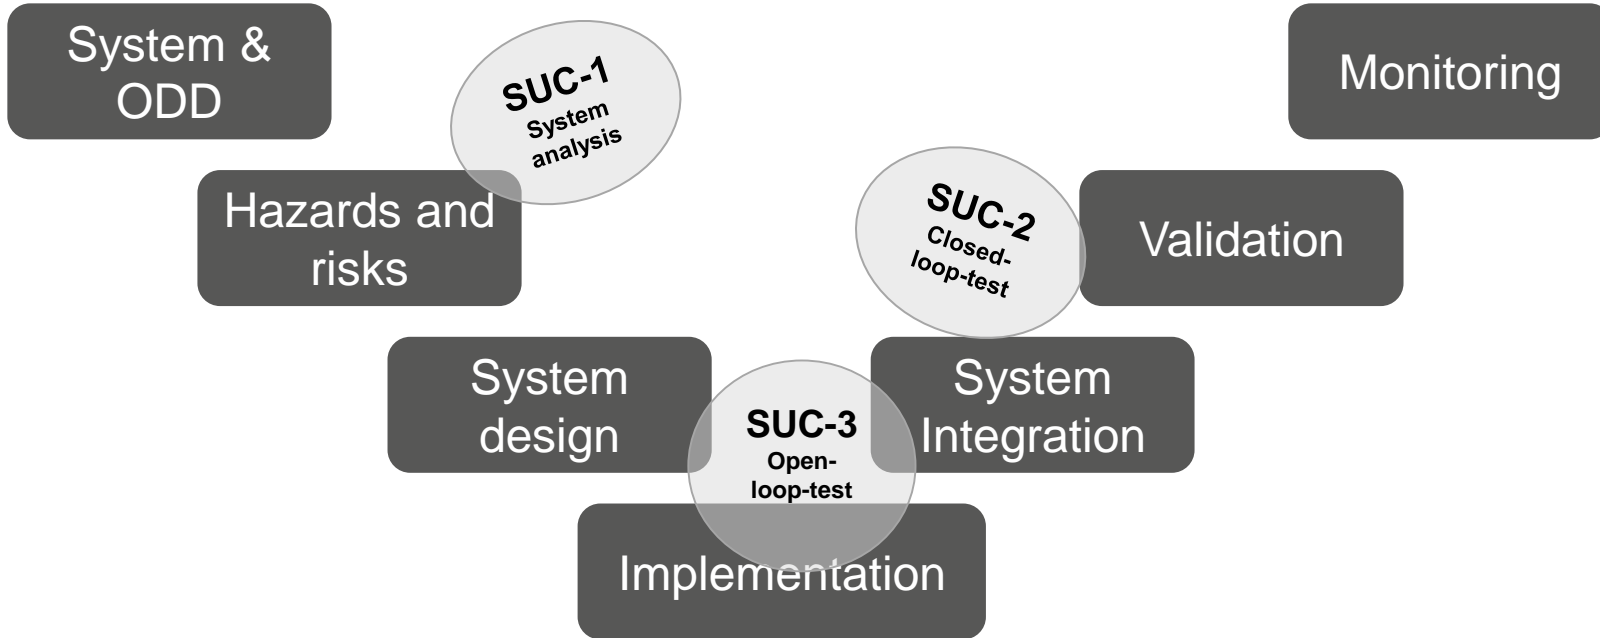 System &
ODD
SUC-1
System
analysis
Monitoring
Hazards and
risks
SUC-2
Closed-
loop-test
Validation
System
design
SUC-3
Open-
loop-test
System
Integration
Implementation